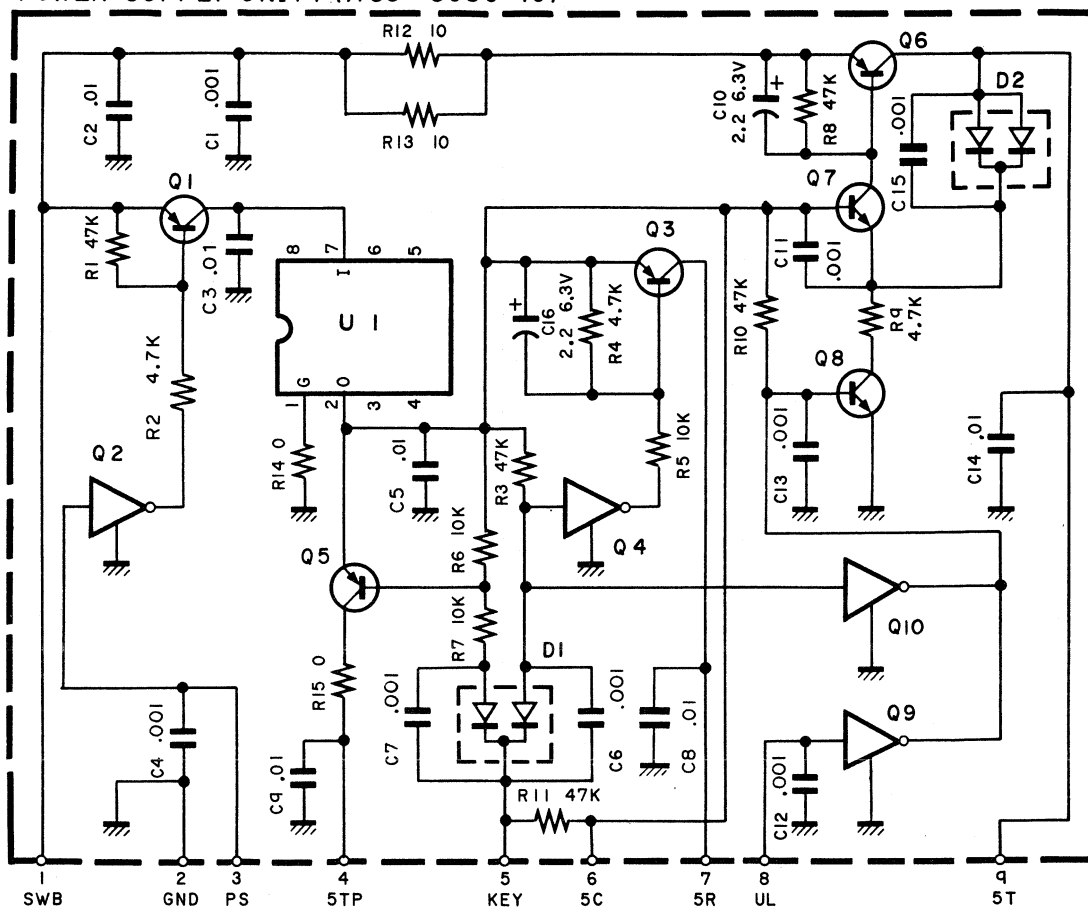 R12 10
R13 10
C2 .01
C1 .001
C10
2.2 6.3V
R8 47K
Q6
D2
C15 .001
Q1
R1 47K
C3 .01
Q7
C11 .001
Q3
8 7 6 5
I
U1
G O
1 2 3 4
C16
2.2 6.3V
R4 4.7K
R10 47K
R9
4.7K
Q8
R2 4.7K
R14 0
C5 .01
R3 47K
R5 10K
C13 .001
C14 .01
Q2
Q4
Q5
R6 10K
R7 10K
Q10
D1
R15 0
C7 .001
C6 .001
C8 .01
Q9
C4 .001
C9 .01
R11 47K
C12 .001
1 2 3 4 5 6 7 8 9
SWB GND PS 5TP KEY 5C 5R UL 5T